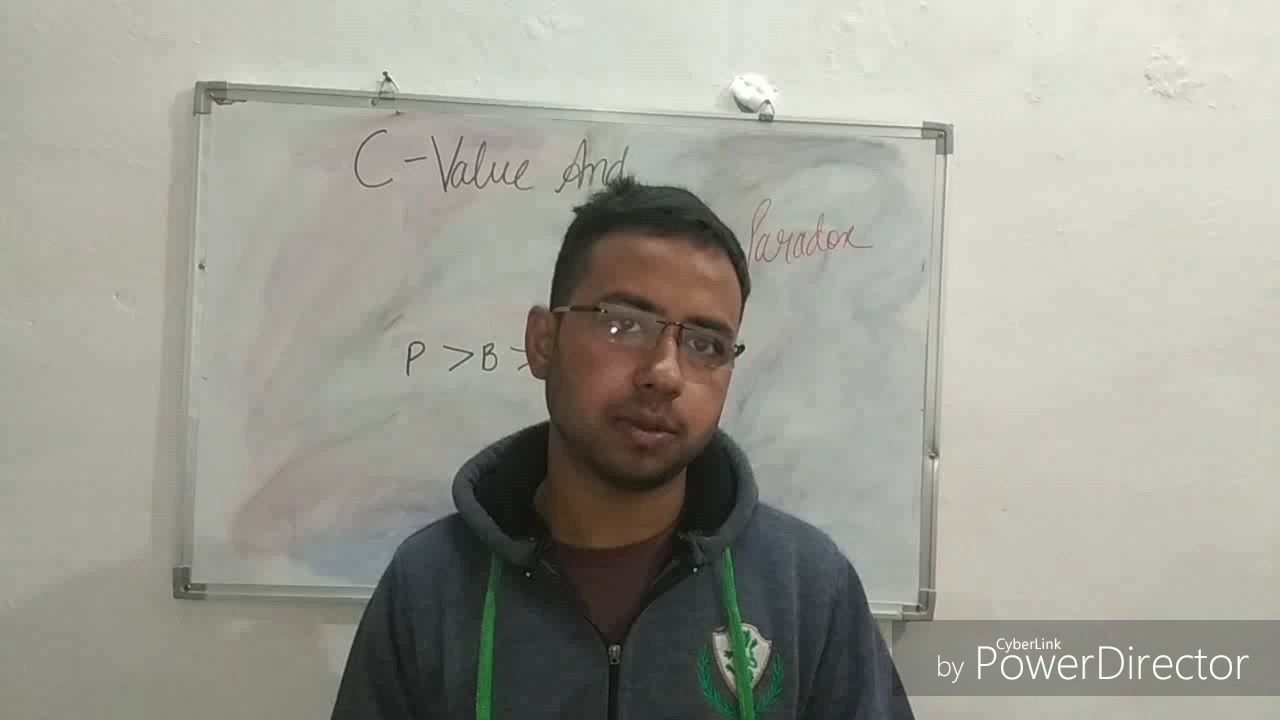 C-Value And
Paradox
P > B >
CyberLink
by PowerDirector